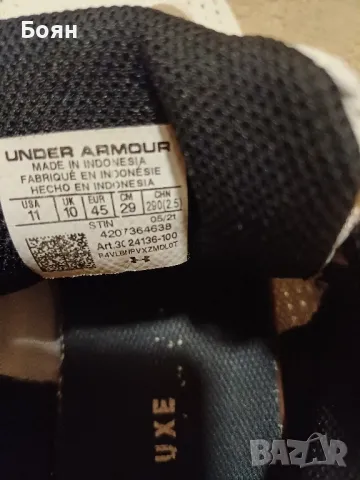 Боян
UNDER ARMOUR
MADE IN INDONESIA
FABRIQUÉ EN INDONÉSIE
HECHO EN INDONESIA
USA UK EUR CM CHN
11 10 45 29 290(2.5)
STIN 05/21
4207364638
Art.3024136-100
UXE
BAZAR
.bg